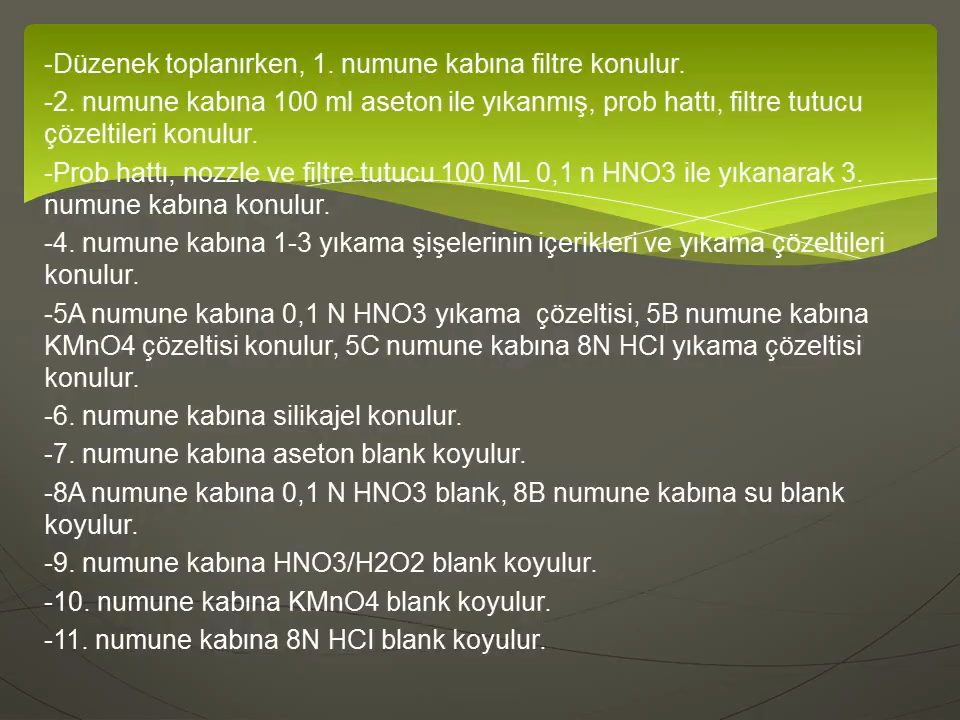 -Düzenek toplanırken, 1. numune kabına filtre konulur.
-2. numune kabına 100 ml aseton ile yıkanmış, prob hattı, filtre tutucu
çözeltileri konulur.
-Prob hattı, nozzle ve filtre tutucu 100 ML 0,1 n HNO3 ile yıkanarak 3.
numune kabına konulur.
-4. numune kabına 1-3 yıkama şişelerinin içerikleri ve yıkama çözeltileri
konulur.
-5A numune kabına 0,1 N HNO3 yıkama  çözeltisi, 5B numune kabına
KMnO4 çözeltisi konulur, 5C numune kabına 8N HCI yıkama çözeltisi
konulur.
-6. numune kabına silikajel konulur.
-7. numune kabına aseton blank koyulur.
-8A numune kabına 0,1 N HNO3 blank, 8B numune kabına su blank
koyulur.
-9. numune kabına HNO3/H2O2 blank koyulur.
-10. numune kabına KMnO4 blank koyulur.
-11. numune kabına 8N HCI blank koyulur.